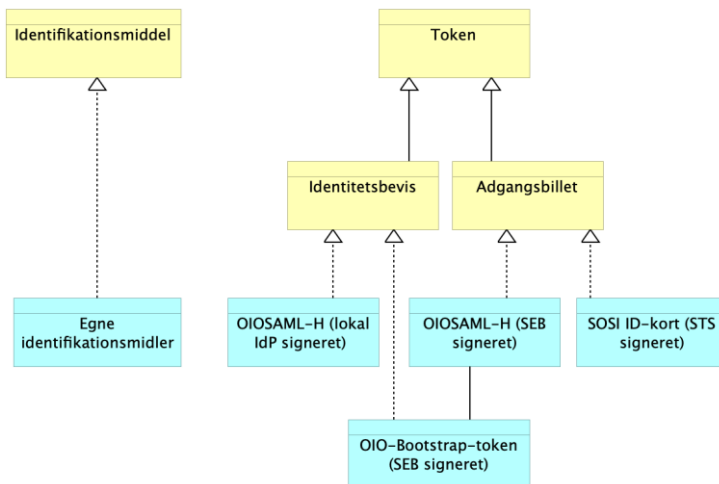 Identifikationsmiddel
Token
Identitetsbevis
Adgangsbillet
Egne
identifikationsmidler
OIOSAML-H (lokal
IdP signeret)
OIOSAML-H (SEB
signeret)
SOSI ID-kort (STS
signeret)
OIO-Bootstrap-token
(SEB signeret)